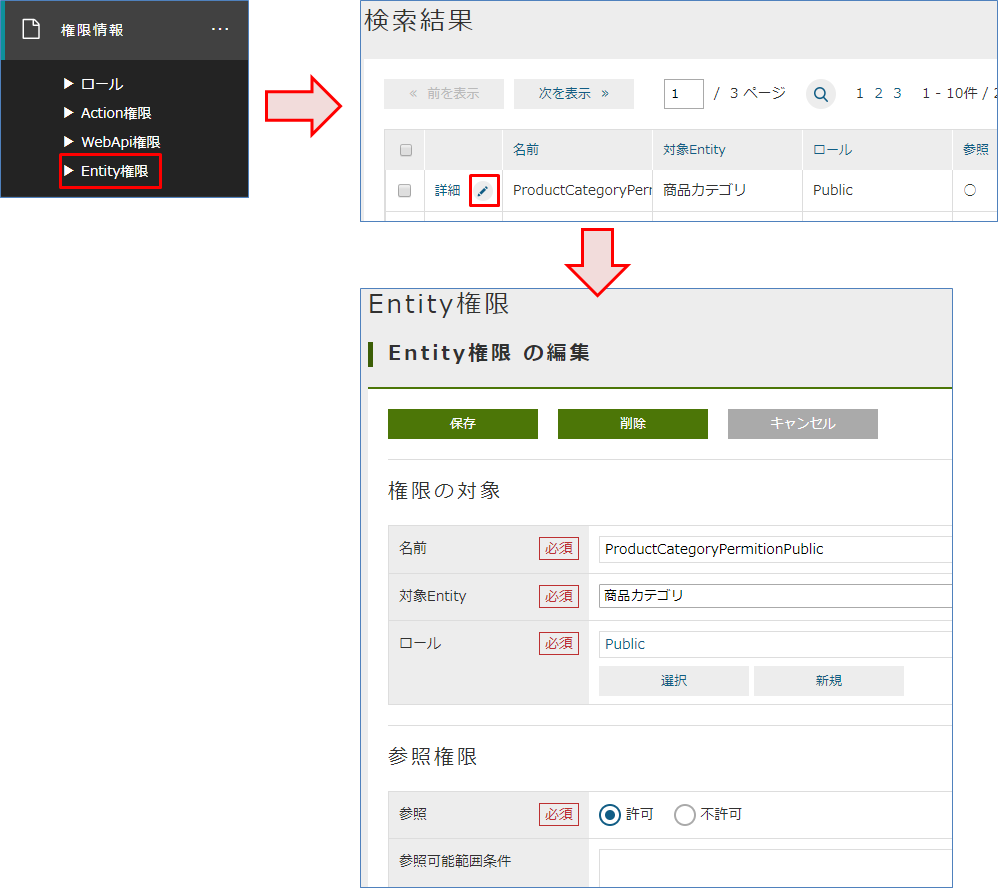 権限情報 ...
▶ ロール
▶ Action権限
▶ WebApi権限
▶ Entity権限
検索結果
« 前を表示 次を表示 » 1 / 3 ページ 1 2 3 1 - 10件 / 2
名前 対象Entity ロール 参照
詳細 ProductCategoryPerr 商品カテゴリ Public ○
Entity権限
Entity権限 の編集
保存 削除 キャンセル
権限の対象
名前 必須 ProductCategoryPermitionPublic
対象Entity 必須 商品カテゴリ
ロール 必須 Public
選択 新規
参照権限
参照 必須 許可 不許可
参照可能範囲条件